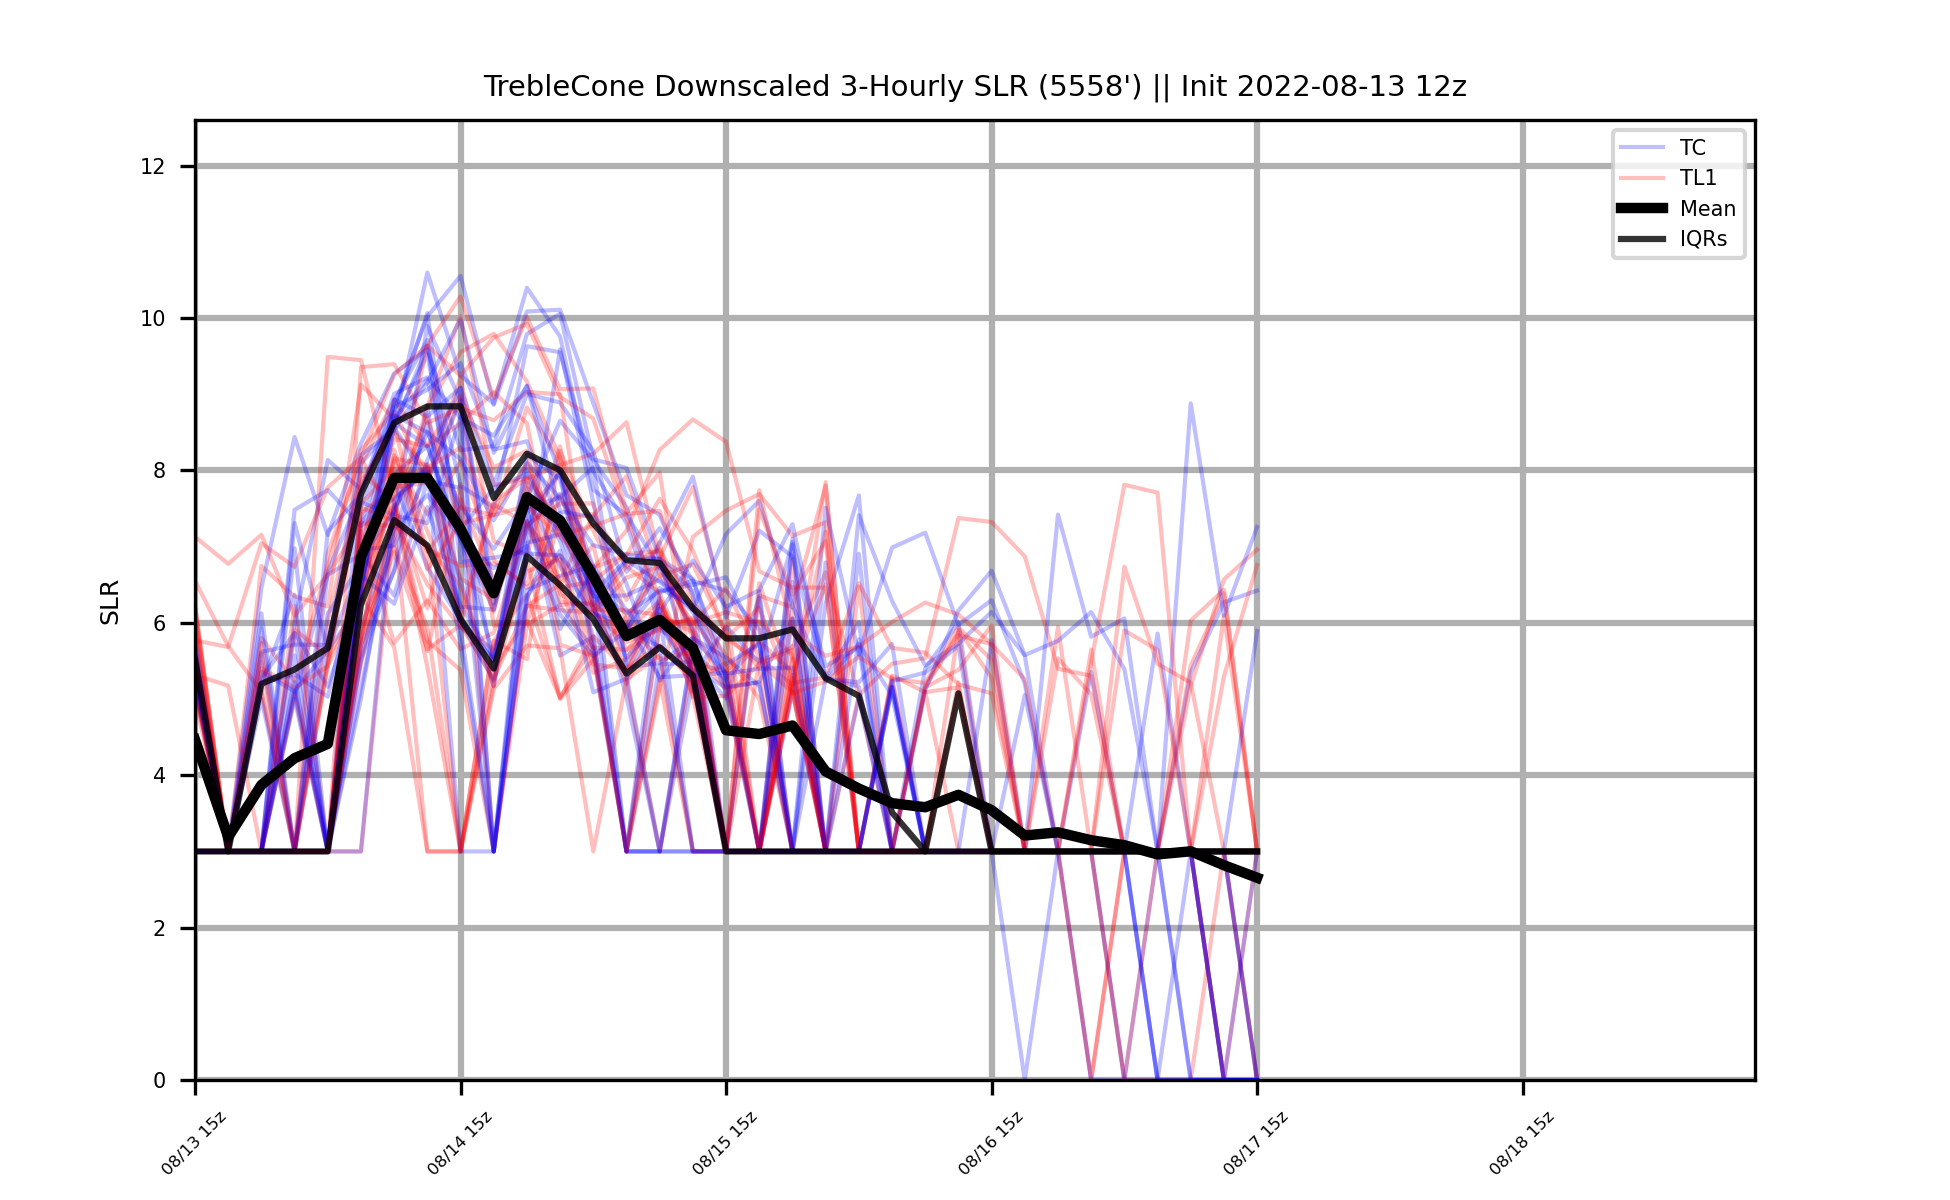 TrebleCone Downscaled 3-Hourly SLR (5558') || Init 2022-08-13 12z
TC
TL1
Mean
IQRs
SLR
12
10
8
6
4
2
0
08/13 15z
08/14 15z
08/15 15z
08/16 15z
08/17 15z
08/18 15z